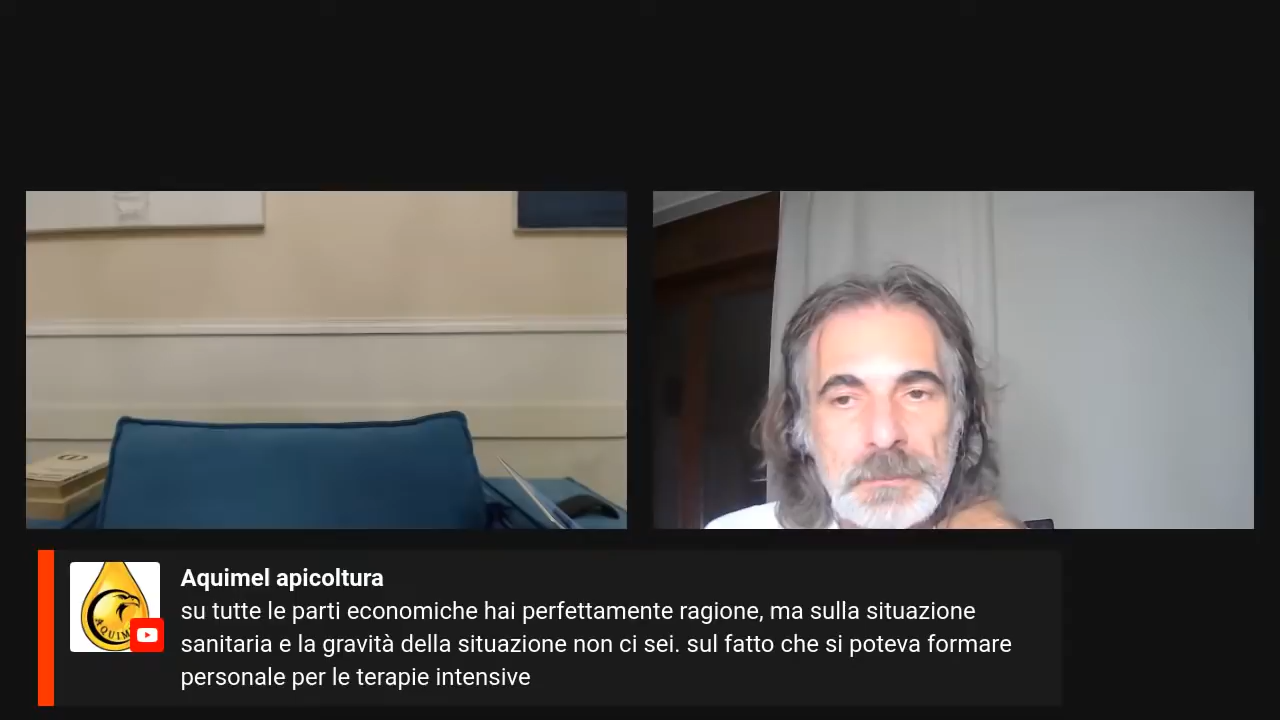 Aquimel apicoltura
su tutte le parti economiche hai perfettamente ragione, ma sulla situazione
sanitaria e la gravità della situazione non ci sei. sul fatto che si poteva formare
personale per le terapie intensive